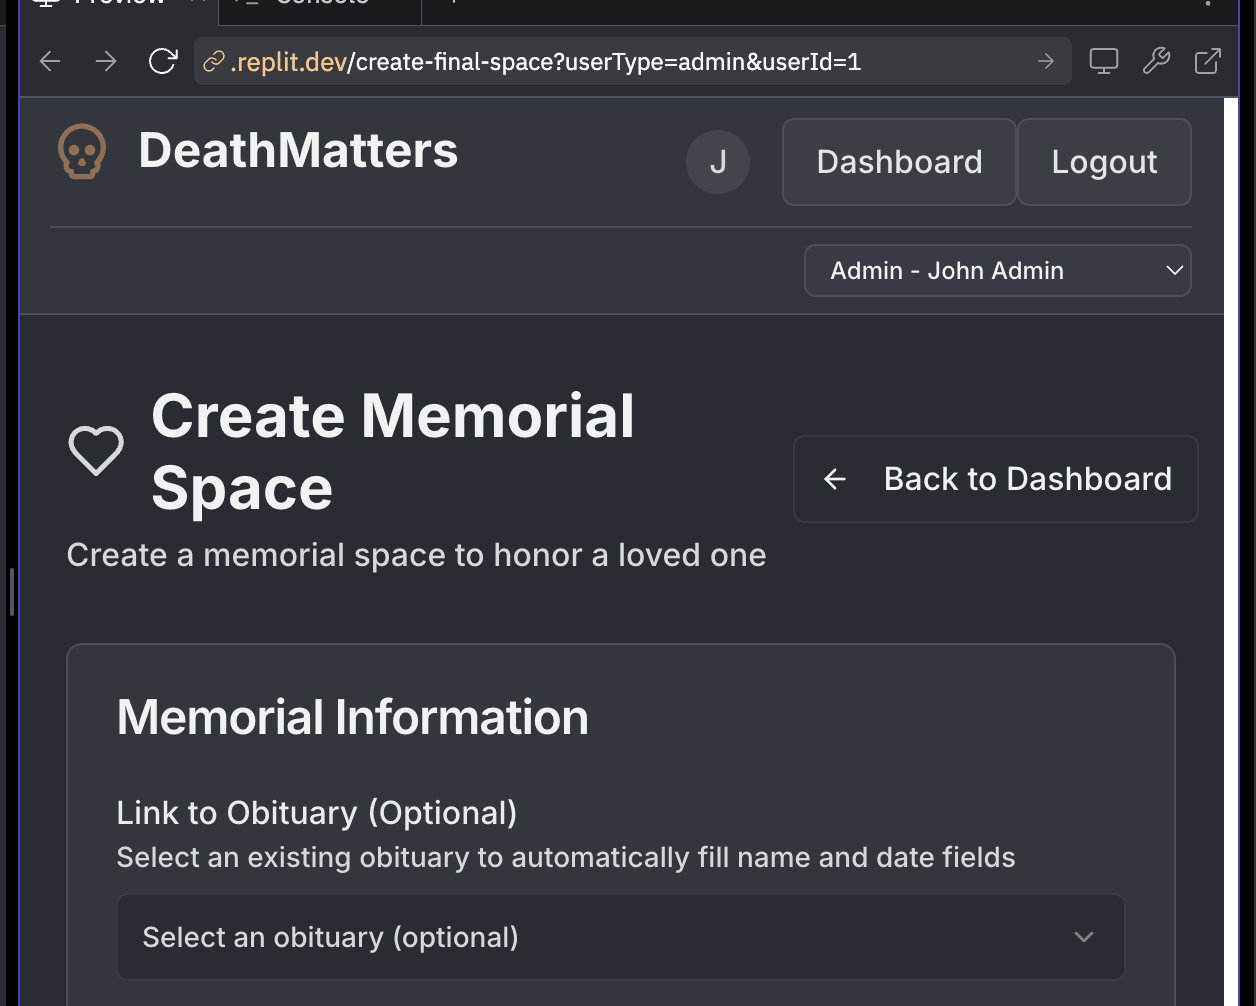 Preview
Console
.replit.dev/create-final-space?userType=admin&userId=1
DeathMatters
J
Dashboard
Logout
Admin - John Admin
Create Memorial
Space
Back to Dashboard
Create a memorial space to honor a loved one
Memorial Information
Link to Obituary (Optional)
Select an existing obituary to automatically fill name and date fields
Select an obituary (optional)